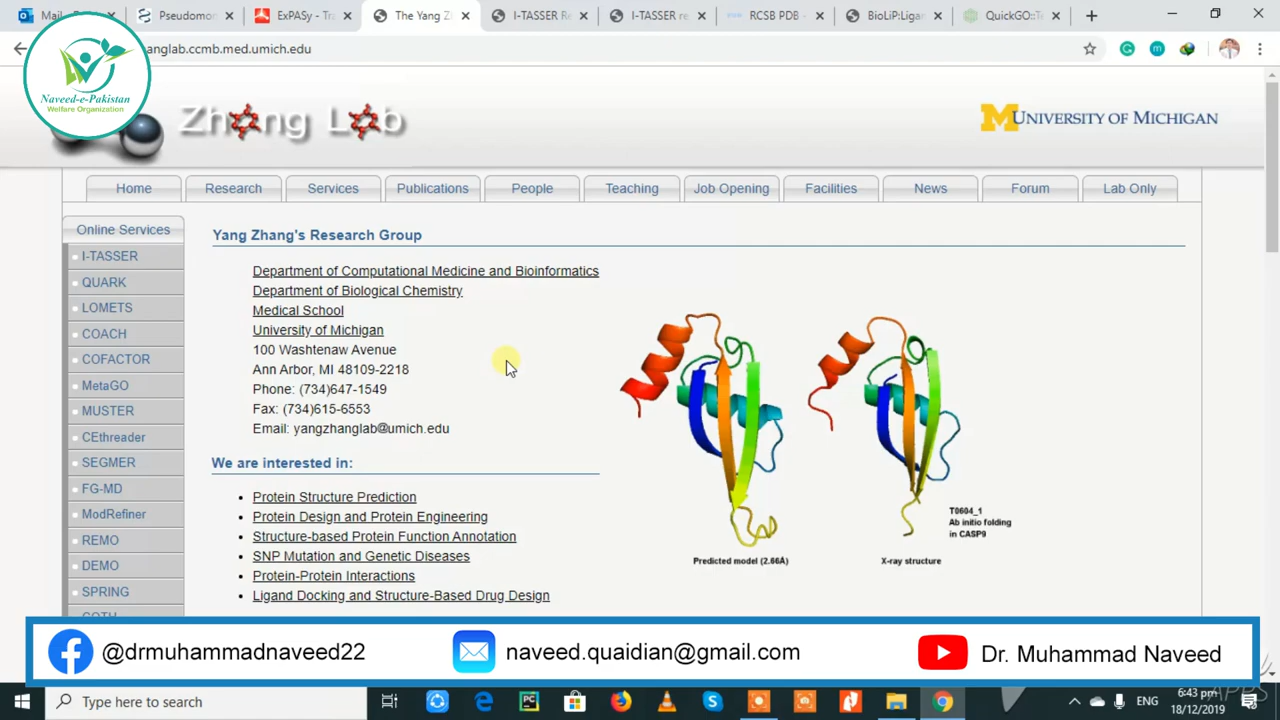 Mail
Pseudomon
ExPASy - Tra
The Yang Z
I-TASSER Re
I-TASSER re
RCSB PDB -
BioLiP:Ligan
QuickGO::Te
anglab.ccmb.med.umich.edu
Naveed-e-Pakistan
Welfare Organization
Zhang Lab
M UNIVERSITY OF MICHIGAN
Home Research Services Publications People Teaching Job Opening Facilities News Forum Lab Only
Online Services
I-TASSER
QUARK
LOMETS
COACH
COFACTOR
MetaGO
MUSTER
CEthreader
SEGMER
FG-MD
ModRefiner
REMO
DEMO
SPRING
COTH
Yang Zhang's Research Group
Department of Computational Medicine and Bioinformatics
Department of Biological Chemistry
Medical School
University of Michigan
100 Washtenaw Avenue
Ann Arbor, MI 48109-2218
Phone: (734)647-1549
Fax: (734)615-6553
Email: yangzhanglab@umich.edu
We are interested in:
Protein Structure Prediction
Protein Design and Protein Engineering
Structure-based Protein Function Annotation
SNP Mutation and Genetic Diseases
Protein-Protein Interactions
Ligand Docking and Structure-Based Drug Design
T0604_1
Ab initio folding
in CASP9
Predicted model (2.66Å)
X-ray structure
@drmuhammadnaveed22
naveed.quaidian@gmail.com
Dr. Muhammad Naveed
Type here to search
ENG
6:43 pm
18/12/2019